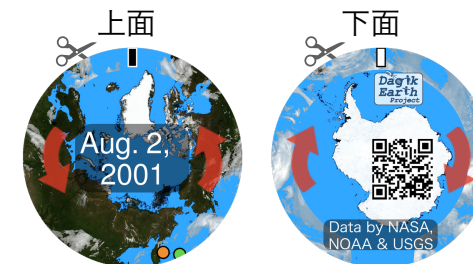 上面
下面
Aug. 2,
2001
Dagik
Earth
Project
Data by NASA,
NOAA & USGS